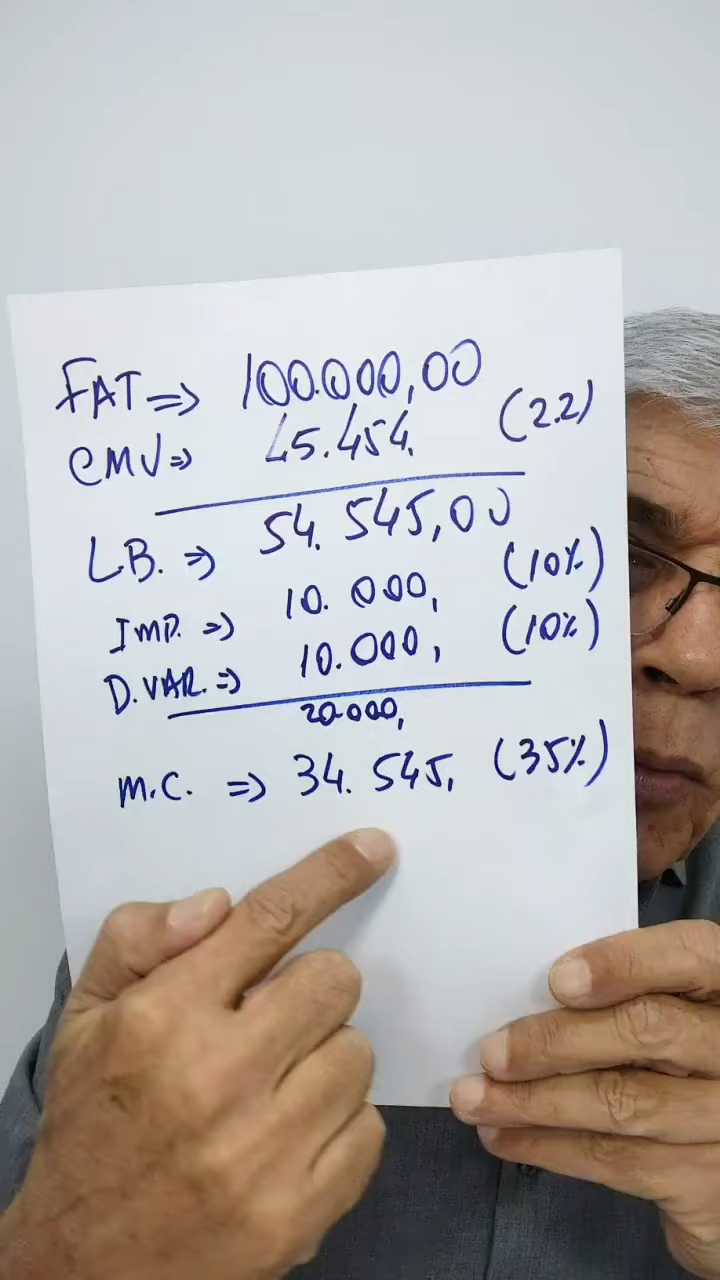 FAT => 100.000,00
CMV => 45.454. (2.2)
LB. => 54.545,00
IMP. => 10.000, (10%)
D.VAR. => 10.000, (10%)
20.000,
M.C. => 34.545, (35%)